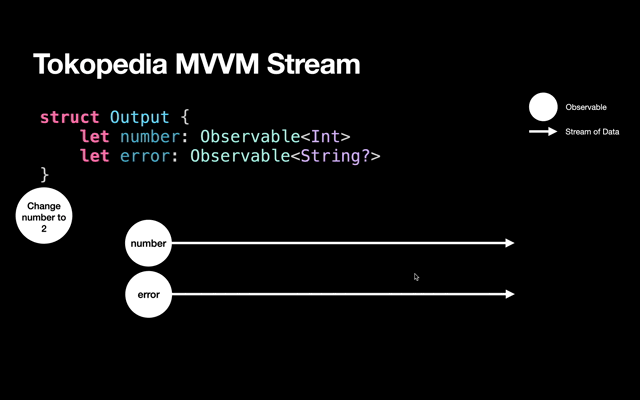 Tokopedia MVVM Stream
struct Output {
let number: Observable<Int>
let error: Observable<String?>
}
Observable
Stream of Data
Change
number to
2
number
error